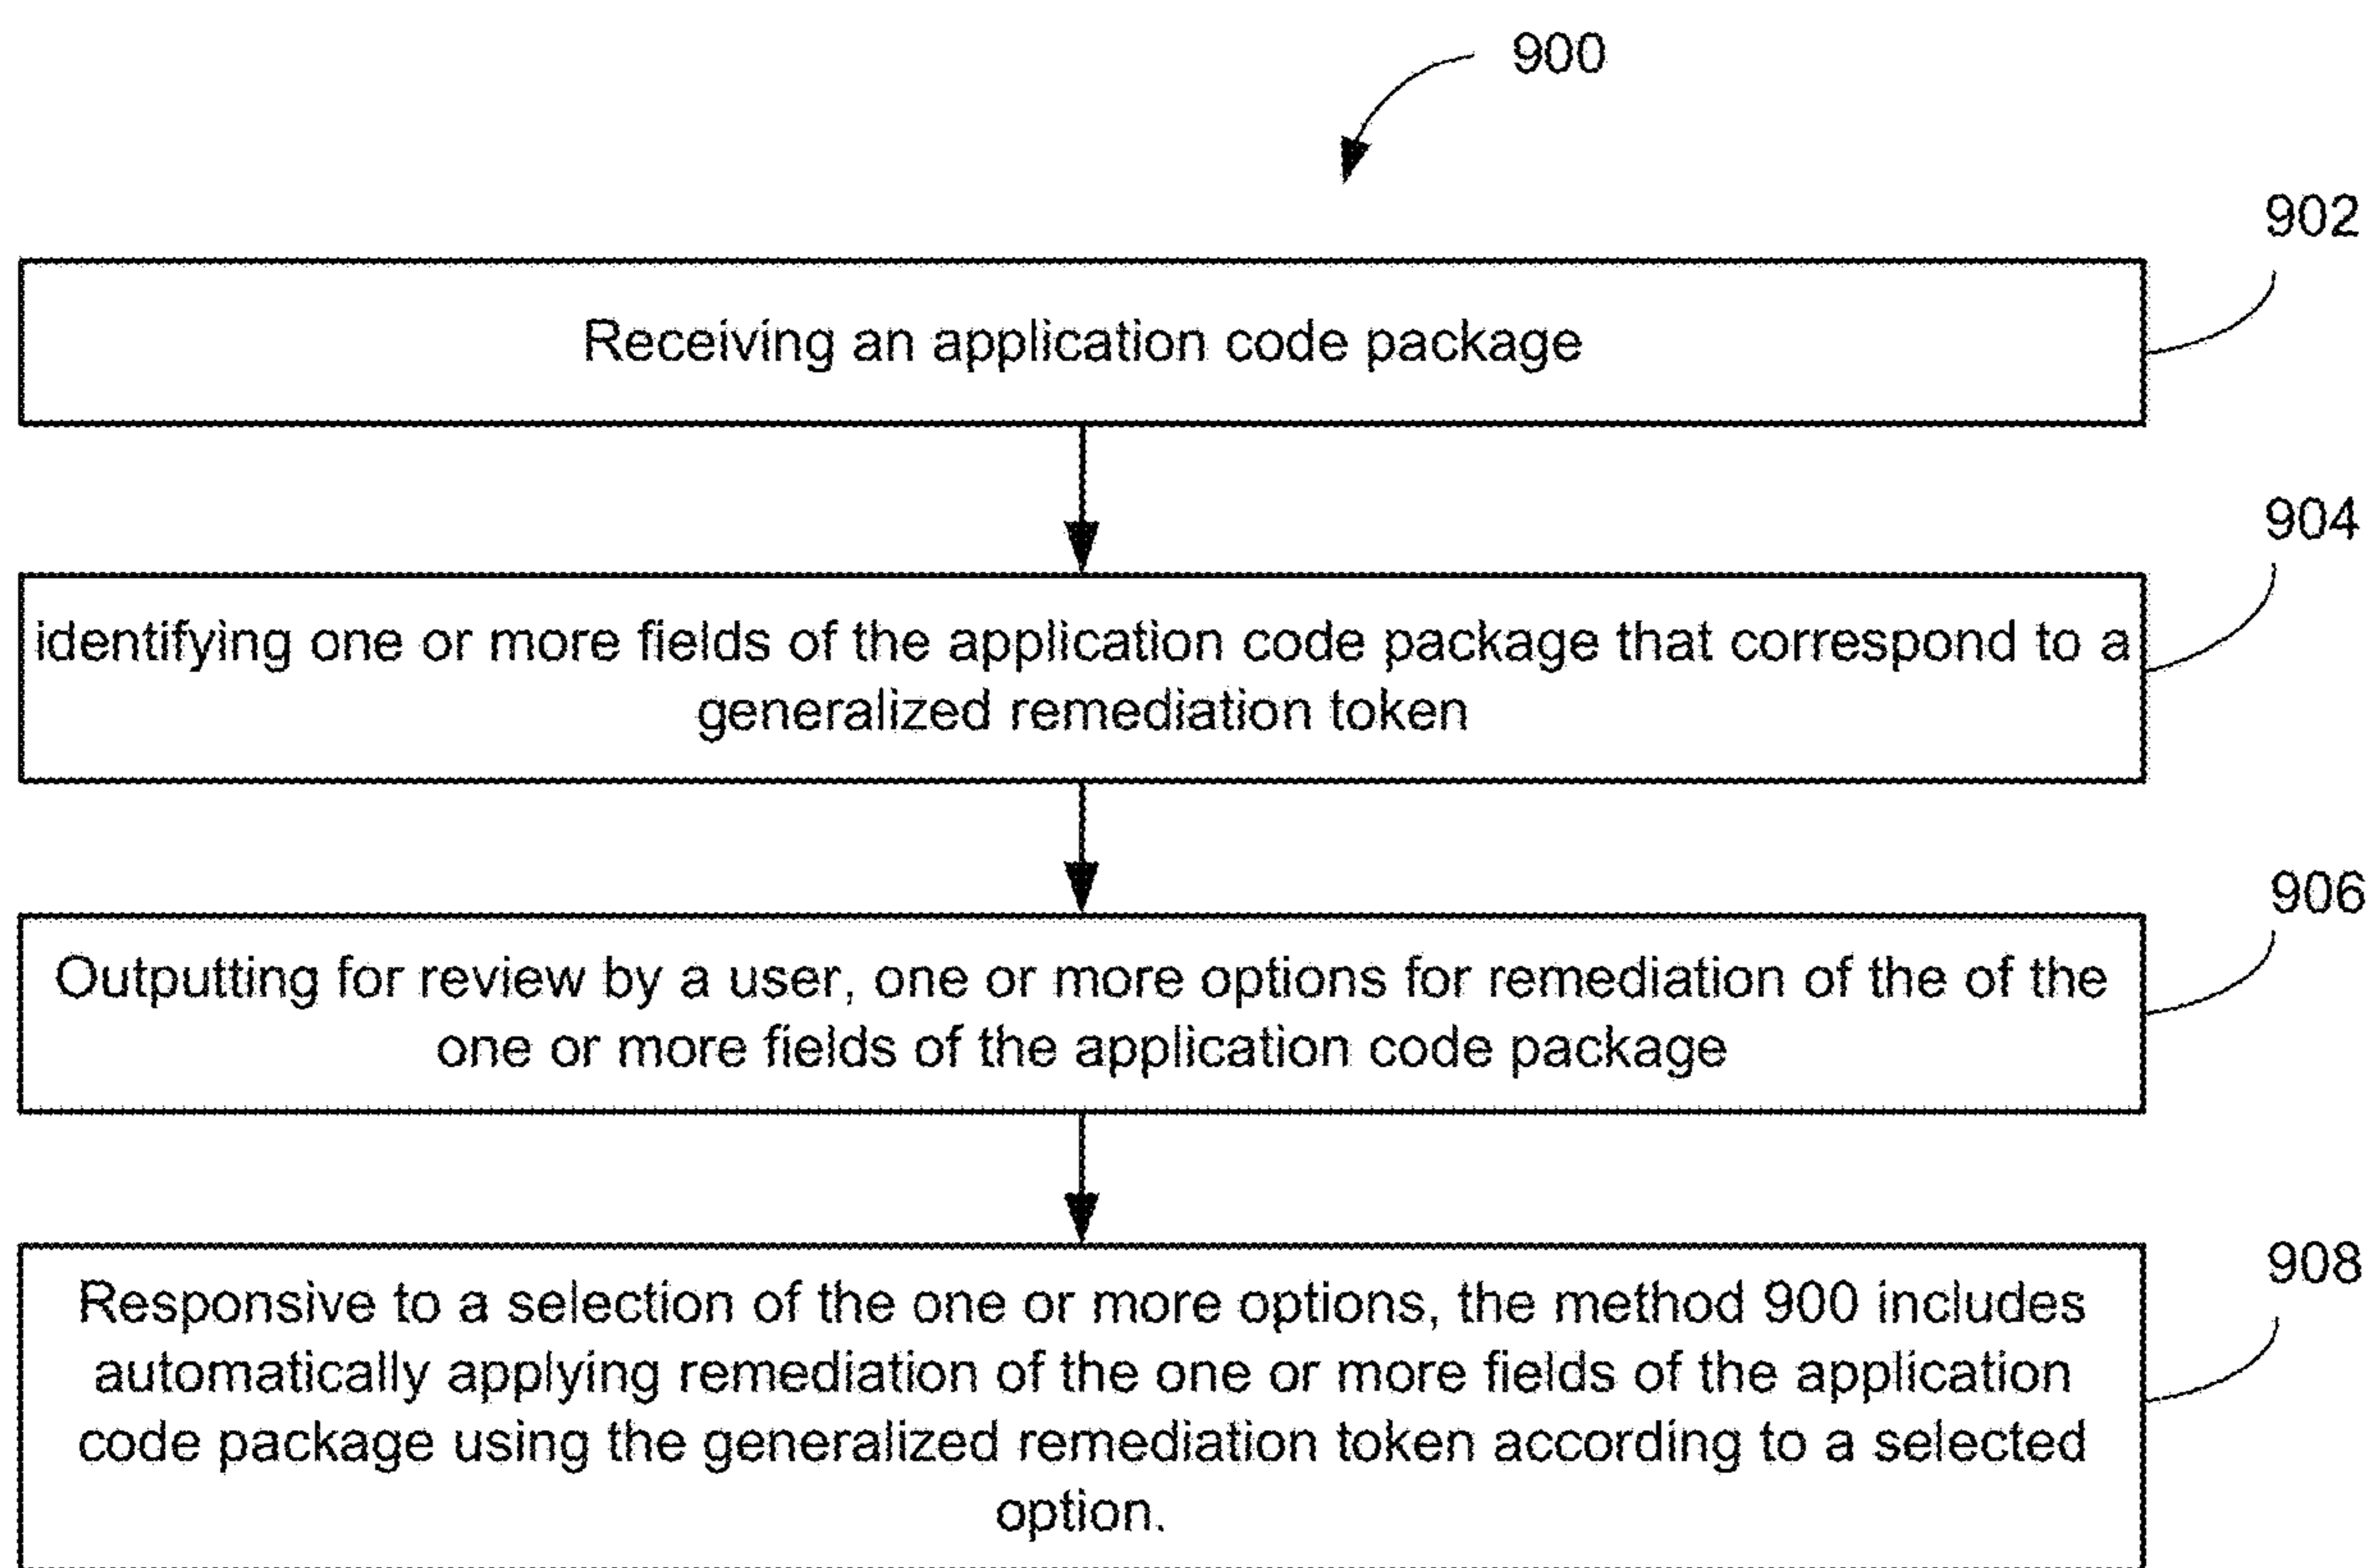 900
902
Receiving an application code package
904
identifying one or more fields of the application code package that correspond to a
generalized remediation token
906
Outputting for review by a user, one or more options for remediation of the of the
one or more fields of the application code package
908
Responsive to a selection of the one or more options, the method 900 includes
automatically applying remediation of the one or more fields of the application
code package using the generalized remediation token according to a selected
option.